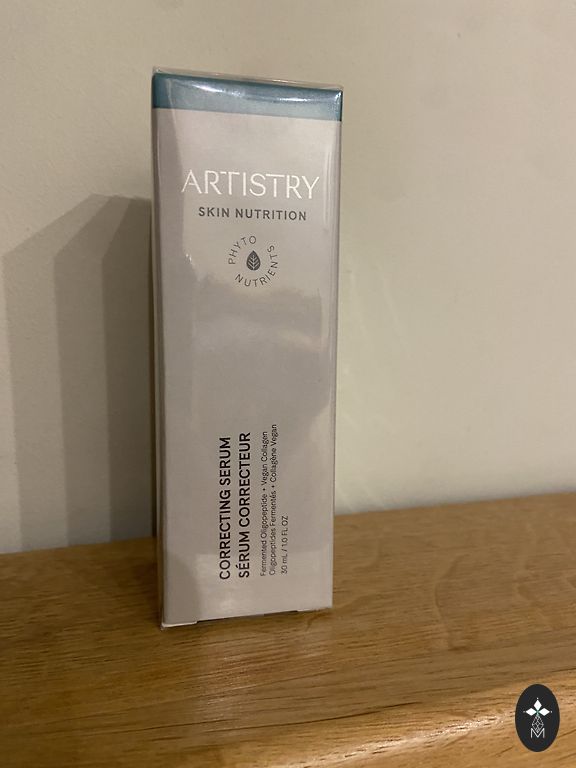 ARTISTRY
SKIN NUTRITION
PHYTO
NUTRIENTS
CORRECTING SERUM
SÉRUM CORRECTEUR
Fermented Oligopeptide + Vegan Collagen
Oligopeptides Fermentés + Collagène Vegan
30 mL / 1.0 FL OZ
M